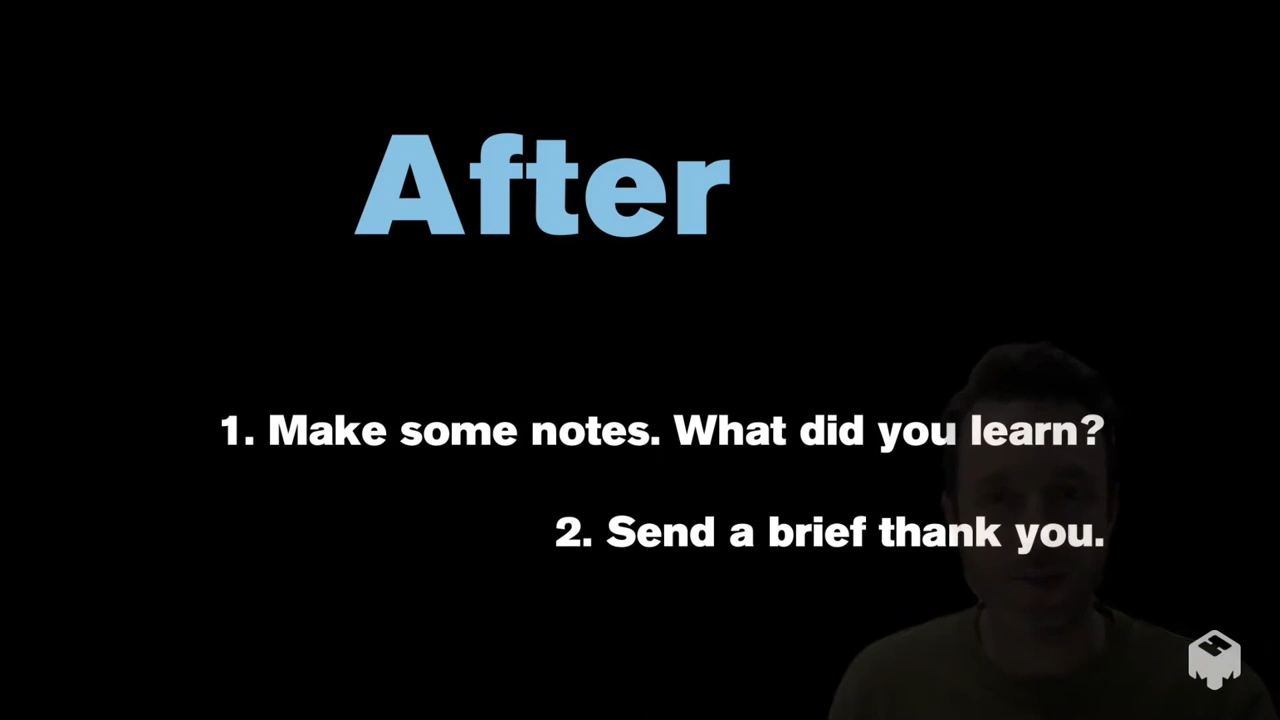 After
1. Make some notes. What did you learn?
2. Send a brief thank you.